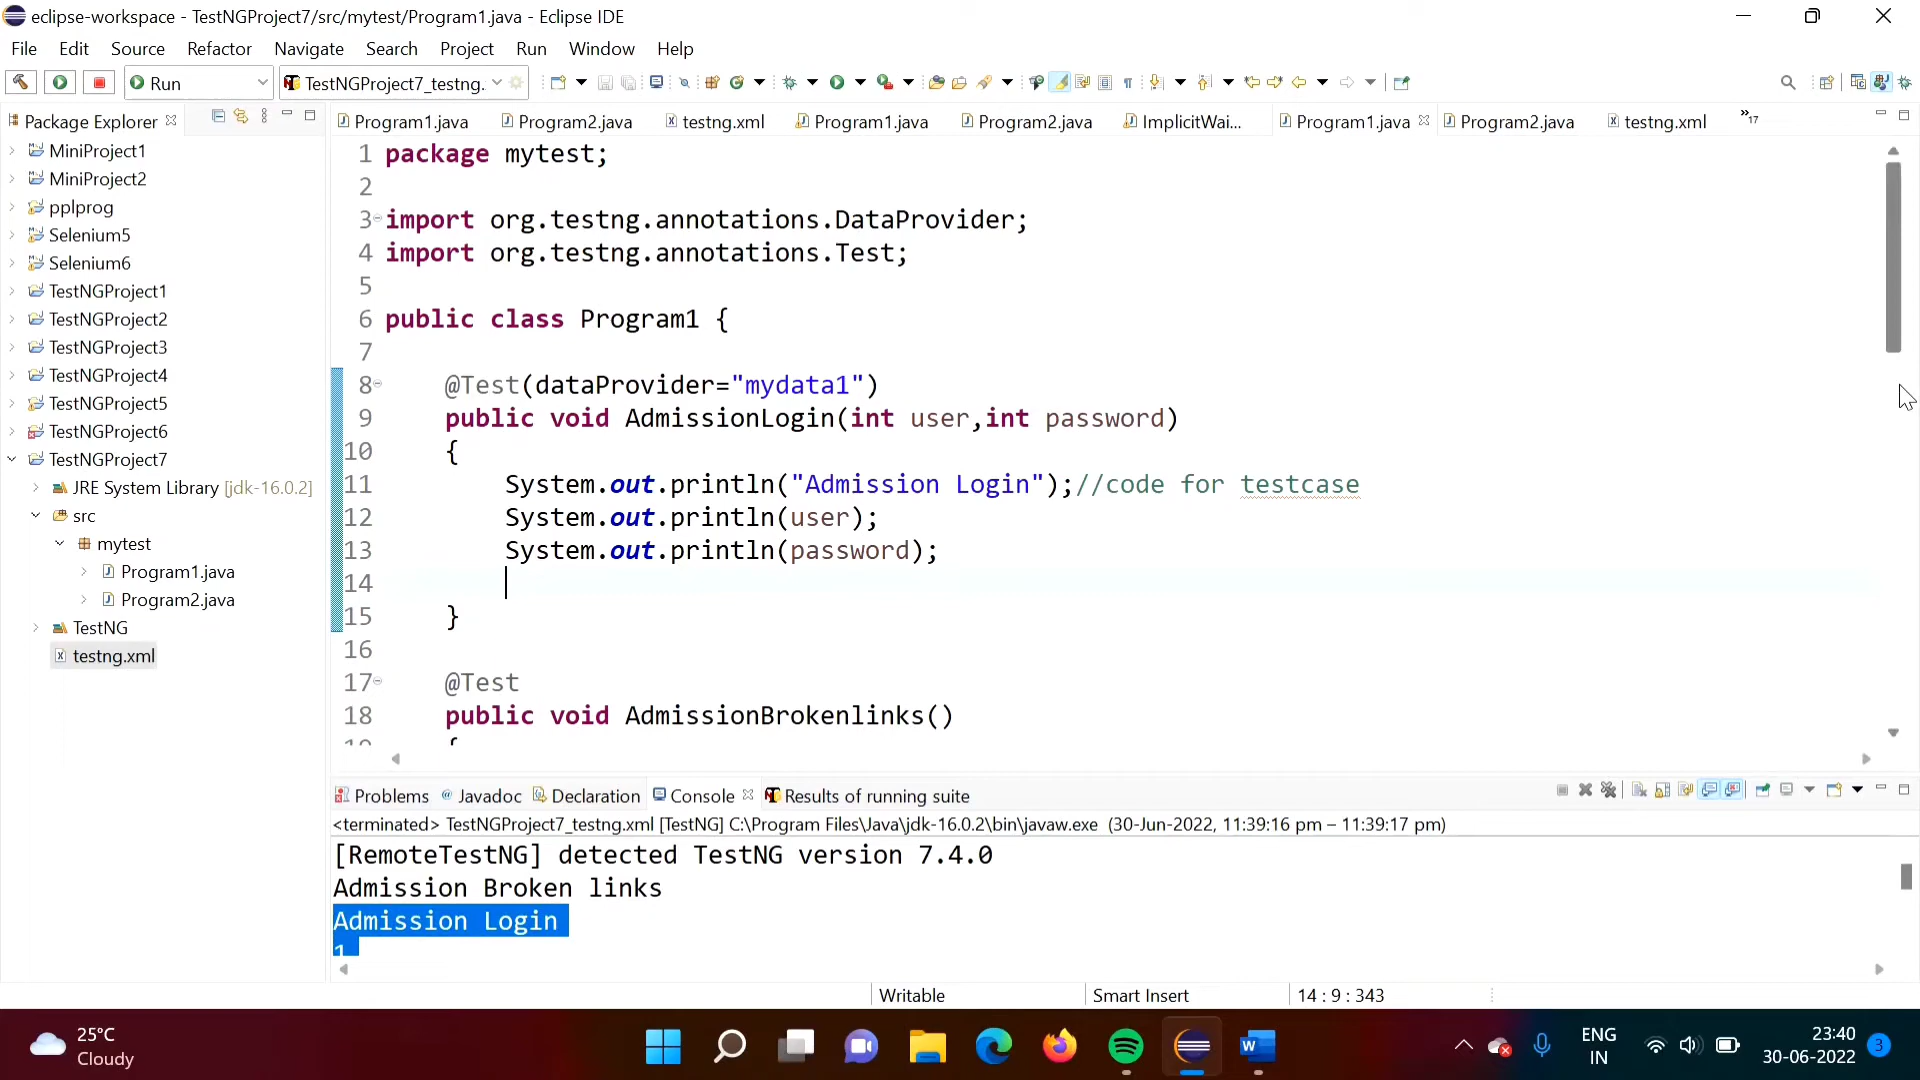 eclipse-workspace - TestNGProject7/src/mytest/Program1.java - Eclipse IDE
File Edit Source Refactor Navigate Search Project Run Window Help
Run TestNGProject7_testng.
Package Explorer
Program1.java Program2.java testng.xml Program1.java Program2.java ImplicitWai... Program1.java Program2.java testng.xml »17
MiniProject1
MiniProject2
pplprog
Selenium5
Selenium6
TestNGProject1
TestNGProject2
TestNGProject3
TestNGProject4
TestNGProject5
TestNGProject6
TestNGProject7
JRE System Library [jdk-16.0.2]
src
mytest
Program1.java
Program2.java
TestNG
testng.xml
1 package mytest;
2
3 import org.testng.annotations.DataProvider;
4 import org.testng.annotations.Test;
5
6 public class Program1 {
7
8 @Test(dataProvider="mydata1")
9 public void AdmissionLogin(int user,int password)
10 {
11 System.out.println("Admission Login");//code for testcase
12 System.out.println(user);
13 System.out.println(password);
14
15 }
16
17 @Test
18 public void AdmissionBrokenlinks()
19 {
Problems Javadoc Declaration Console Results of running suite
<terminated> TestNGProject7_testng.xml [TestNG] C:\Program Files\Java\jdk-16.0.2\bin\javaw.exe (30-Jun-2022, 11:39:16 pm – 11:39:17 pm)
[RemoteTestNG] detected TestNG version 7.4.0
Admission Broken links
Admission Login
1
Writable Smart Insert 14 : 9 : 343
25°C
Cloudy
ENG
IN
23:40
30-06-2022
3